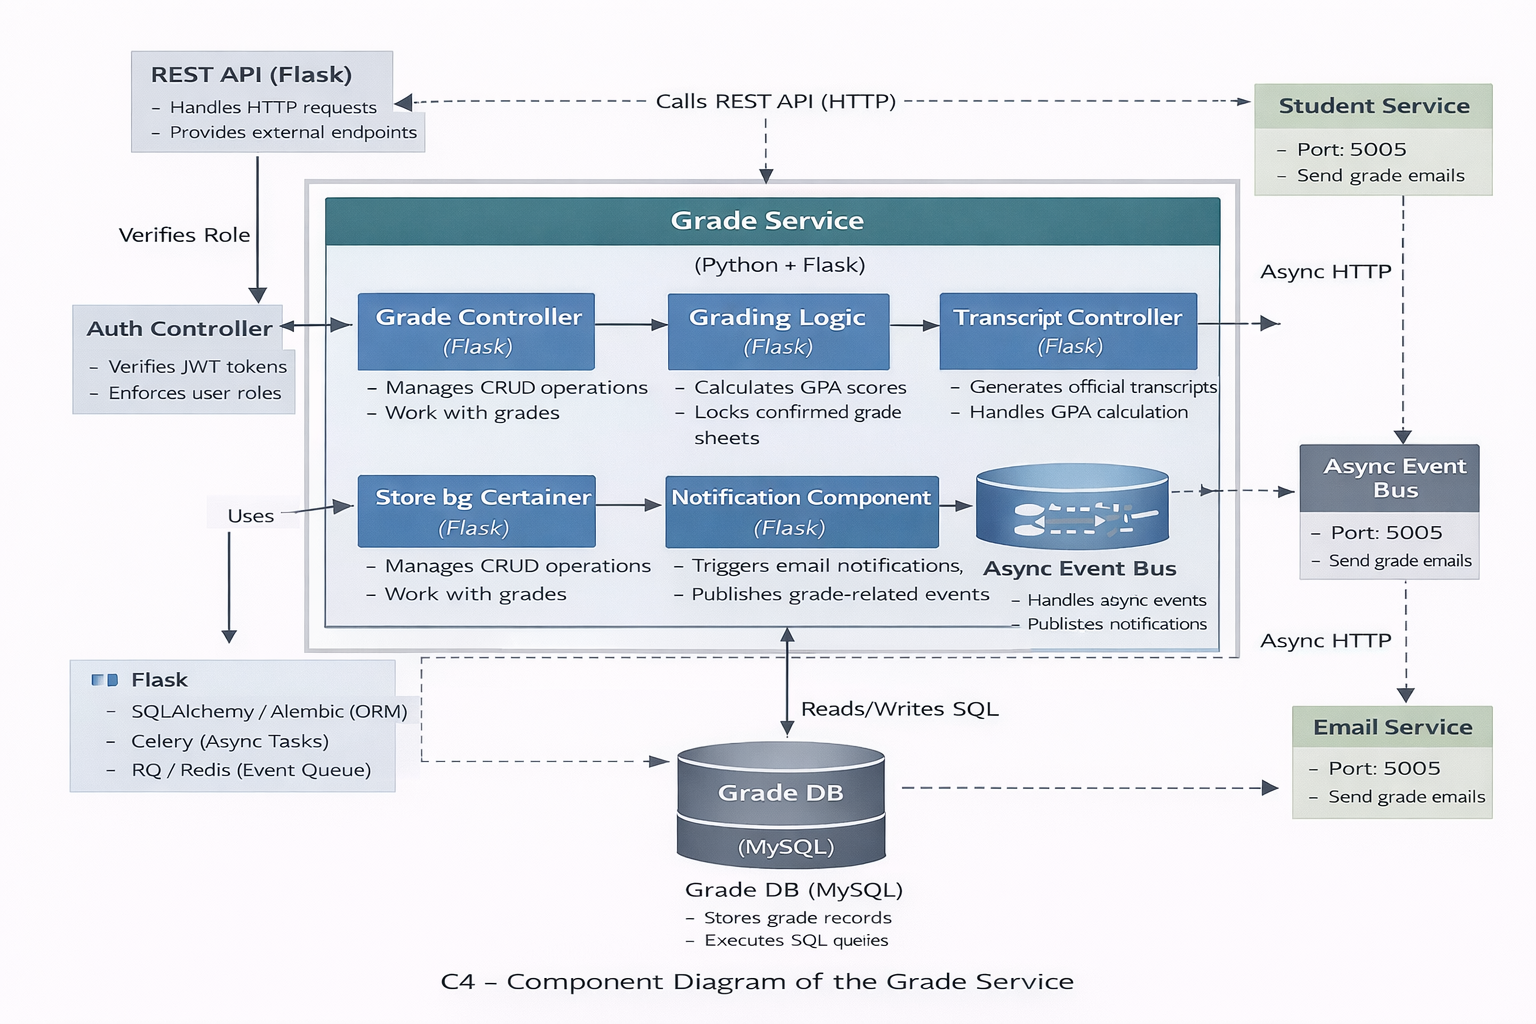 REST API (Flask)
– Handles HTTP requests
– Provides external endpoints
Calls REST API (HTTP)
Student Service
– Port: 5005
– Send grade emails
Verifies Role
Async HTTP
Grade Service
(Python + Flask)
Auth Controller
– Verifies JWT tokens
– Enforces user roles
Grade Controller
(Flask)
– Manages CRUD operations
– Work with grades
Grading Logic
(Flask)
– Calculates GPA scores
– Locks confirmed grade
sheets
Transcript Controller
(Flask)
– Generates official transcripts
– Handles GPA calculation
Uses
Store bg Certainer
(Flask)
– Manages CRUD operations
– Work with grades
Notification Component
(Flask)
– Triggers email notifications,
– Publishes grade-related events
Async Event Bus
– Handles async events
– Publistes notifications
Async Event
Bus
– Port: 5005
– Send grade emails
Async HTTP
Flask
– SQLAlchemy / Alembic (ORM)
– Celery (Async Tasks)
– RQ / Redis (Event Queue)
Reads/Writes SQL
Grade DB
(MySQL)
Grade DB (MySQL)
– Stores grade records
– Executes SQL queries
Email Service
– Port: 5005
– Send grade emails
C4 – Component Diagram of the Grade Service